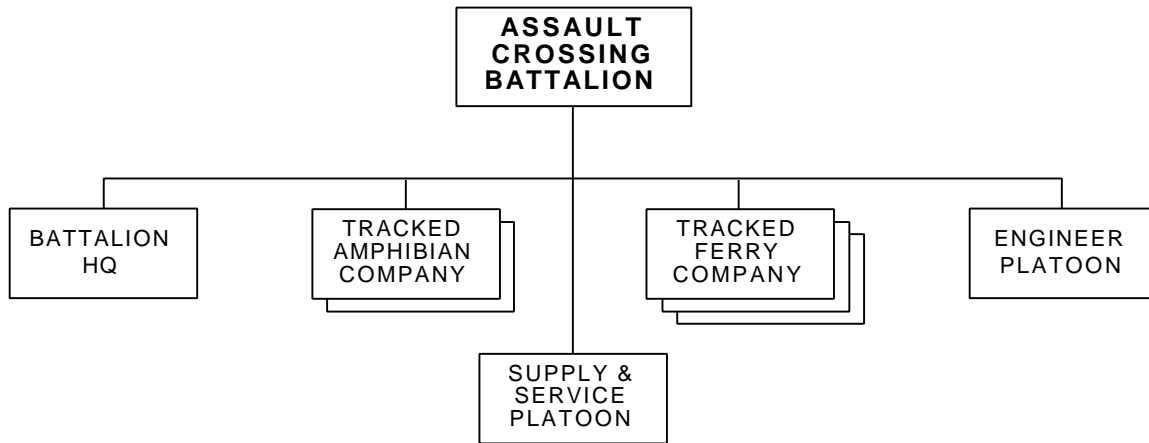 ASSAULT
CROSSING
BATTALION
BATTALION
HQ
TRACKED
AMPHIBIAN
COMPANY
TRACKED
FERRY
COMPANY
ENGINEER
PLATOON
SUPPLY &
SERVICE
PLATOON